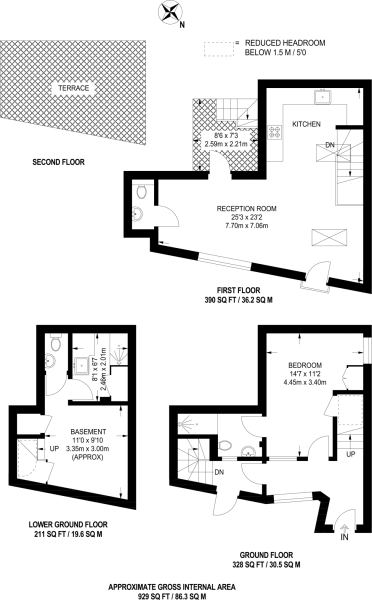 N
= REDUCED HEADROOM
BELOW 1.5 M / 5'0
TERRACE
SECOND FLOOR
8'6 x 7'3
2.59m x 2.21m
KITCHEN
DN
RECEPTION ROOM
25'3 x 23'2
7.70m x 7.06m
FIRST FLOOR
390 SQ FT / 36.2 SQ M
8'1 x 6'7
2.46m x 2.01m
BASEMENT
11'0 x 9'10
3.35m x 3.00m
(APPROX)
UP
LOWER GROUND FLOOR
211 SQ FT / 19.6 SQ M
BEDROOM
14'7 x 11'2
4.45m x 3.40m
UP
DN
IN
GROUND FLOOR
328 SQ FT / 30.5 SQ M
APPROXIMATE GROSS INTERNAL AREA
929 SQ FT / 86.3 SQ M